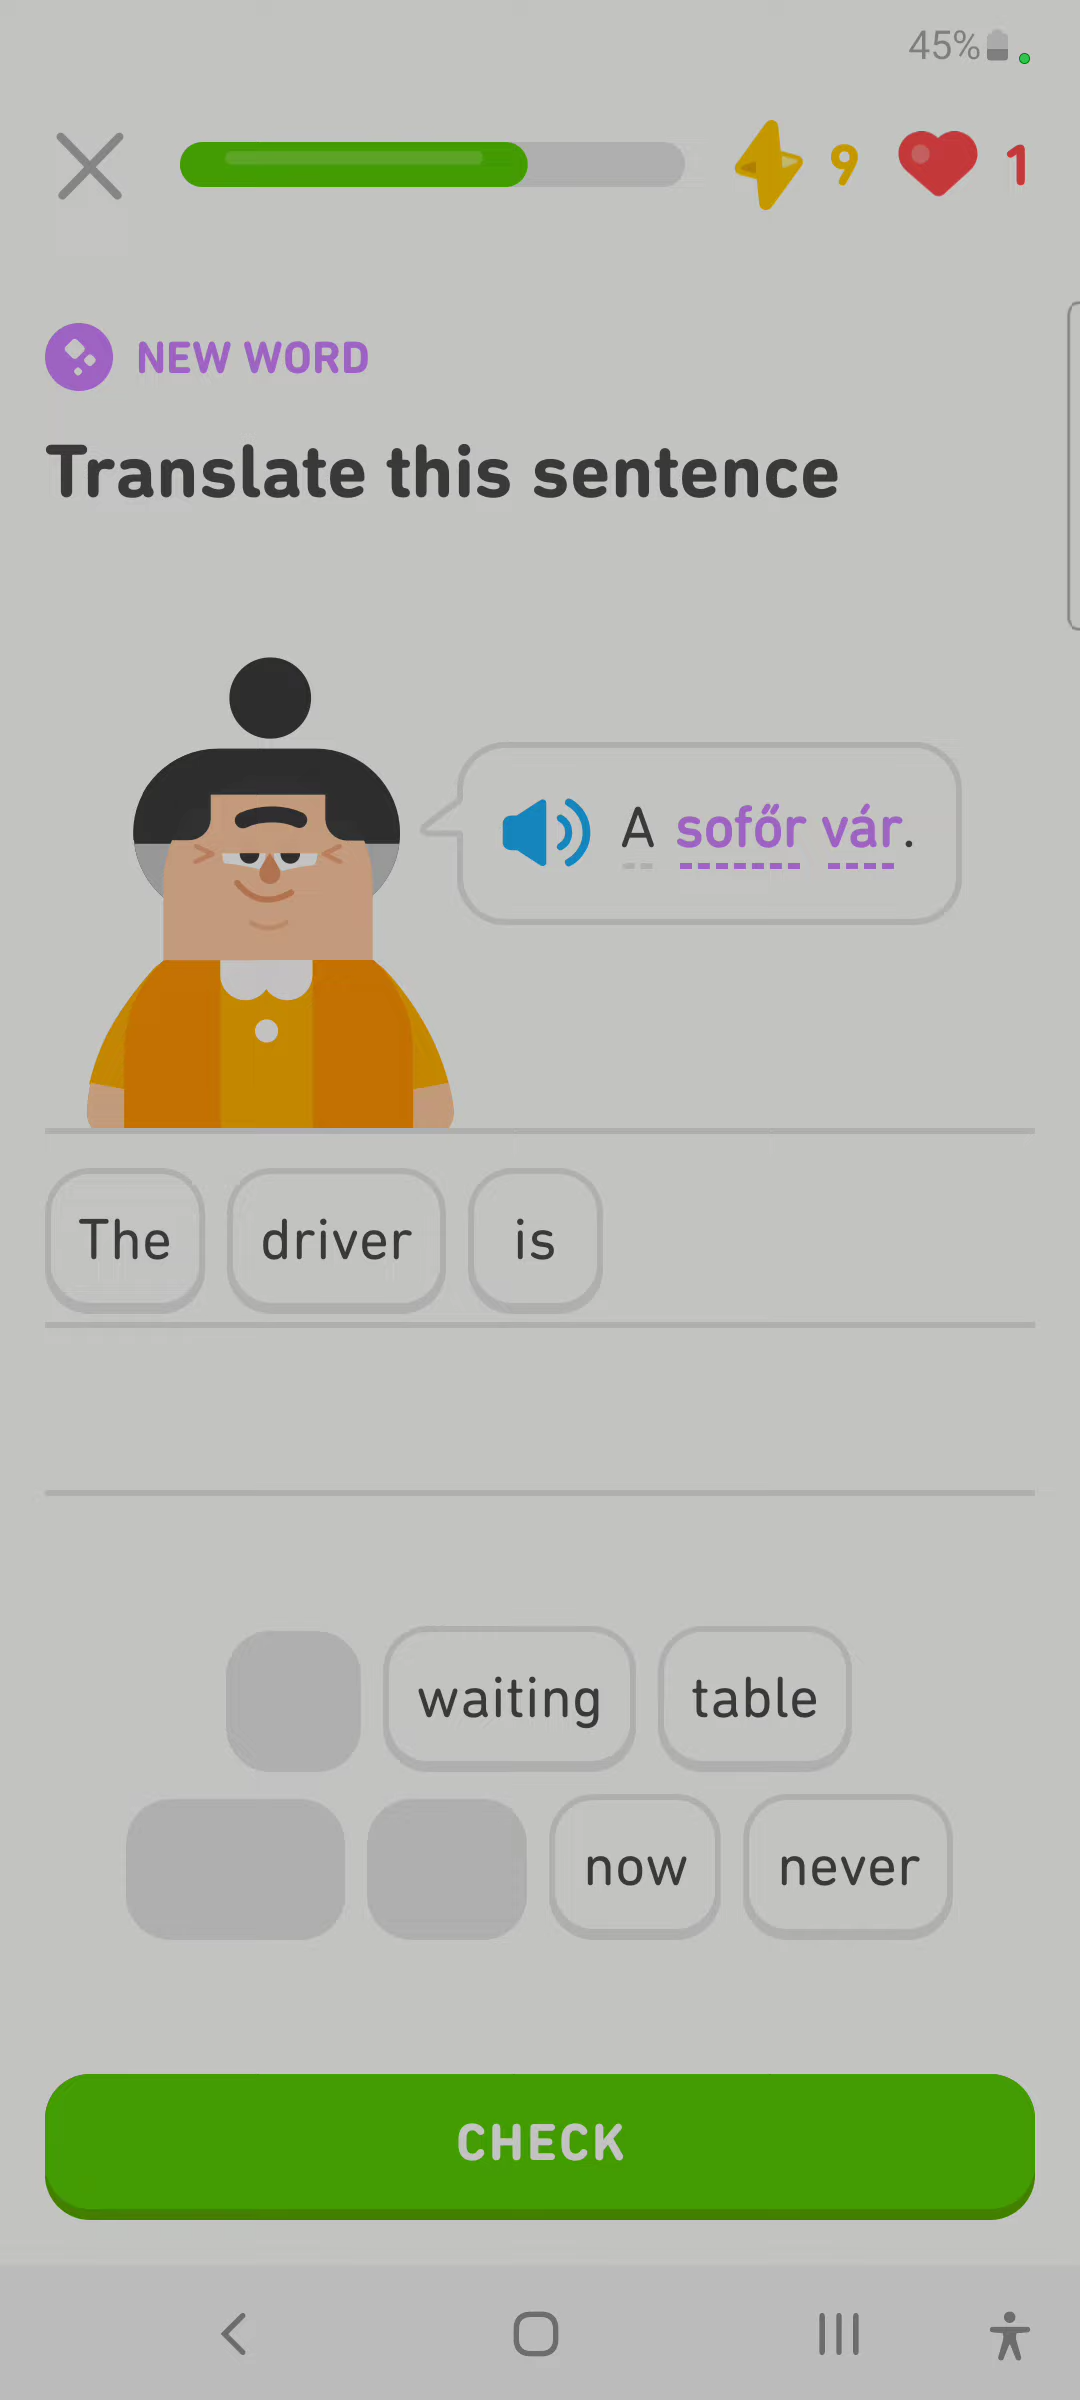 45%
9 1
NEW WORD
Translate this sentence
A sofőr vár.
The driver is
waiting table
now never
CHECK